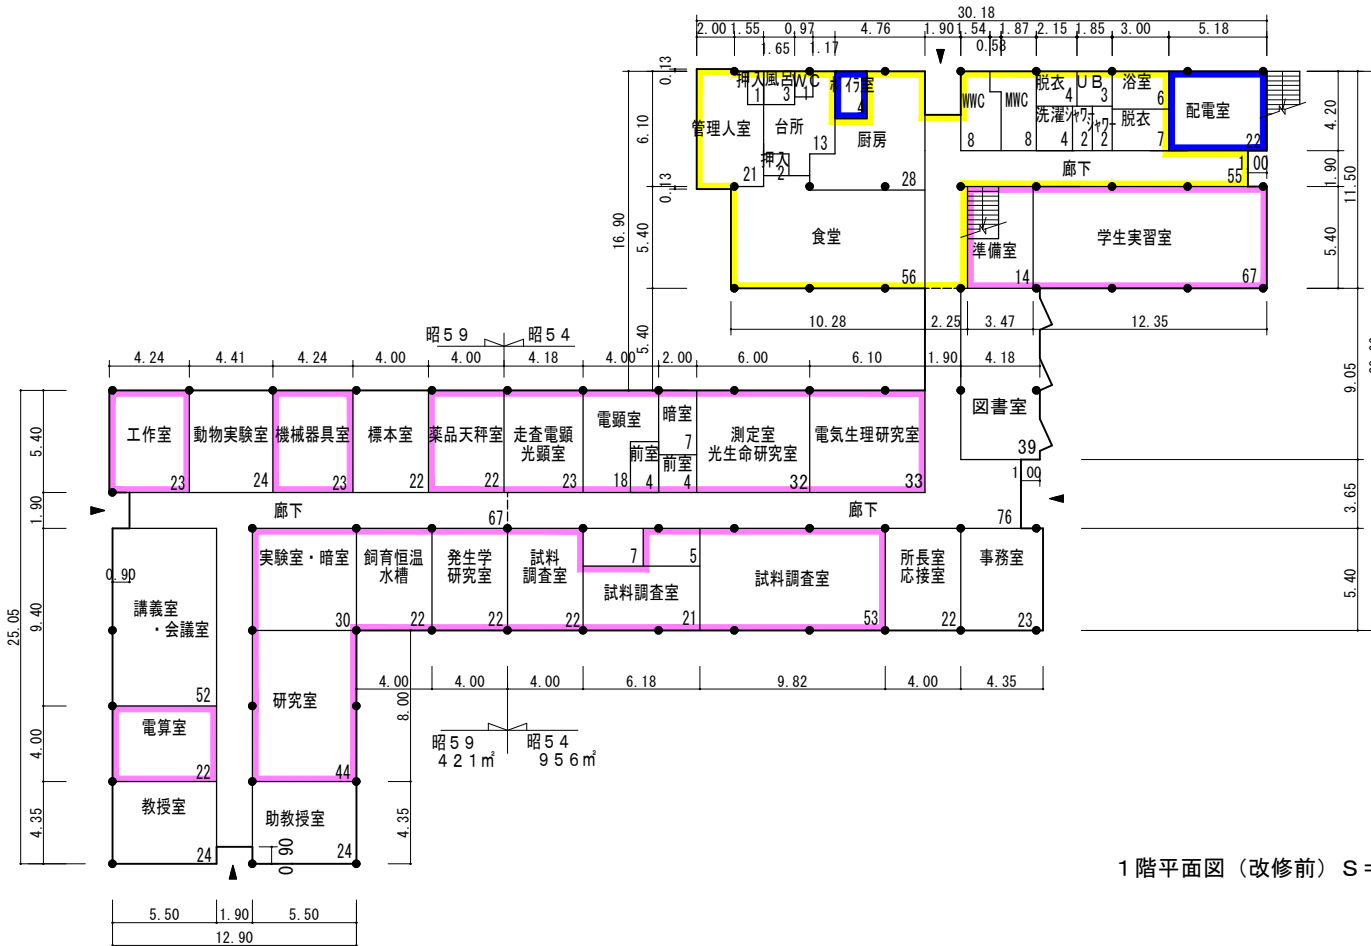 30.18
2.00 1.55 0.97 4.76 1.90 1.54 1.87 2.15 1.85 3.00 5.18
1.65 1.17 0.58
0.13
押入 風呂 WC ボイラ室 脱衣 UB 浴室
1 3 1 4 WWC MWC 4 3 6 配電室
管理人室 台所 洗濯 シャワー シャワー 脱衣
6.10 厨房 4.20
押入 13 8 8 4 2 2 7 22
21 2 28 廊下 55 1.00
0.13 1.90
11.50
16.90 5.40 食堂 準備室 学生実習室 5.40
56 14 67
10.28 2.25 3.47 12.35
昭59 昭54
5.40
4.24 4.41 4.24 4.00 4.00 4.18 4.00 2.00 6.00 6.10 1.90 4.18
9.05
5.40
工作室 動物実験室 機械器具室 標本室 薬品天秤室 走査電顕
光顕室 電顕室 暗室 測定室
光生命研究室 電気生理研究室 図書室
7
前室 前室
23 24 23 22 22 23 18 4 4 32 33 39
1.00
1.90 廊下 67 廊下 76 3.65
実験室・暗室 飼育恒温
水槽 発生学
研究室 試料
調査室 7 5 試料調査室 所長室
応接室 事務室
0.90
試料調査室
講義室
・会議室
30 22 22 22 21 53 22 23
5.40
25.05 9.40
4.00 4.00 4.00 6.18 9.82 4.00 4.35
52 研究室 8.00
電算室
4.00 昭59 昭54
421㎡ 956㎡
22 44
教授室 助教授室
4.35 4.35
24 0.90 24
1階平面図(改修前)S=
5.50 1.90 5.50
12.90